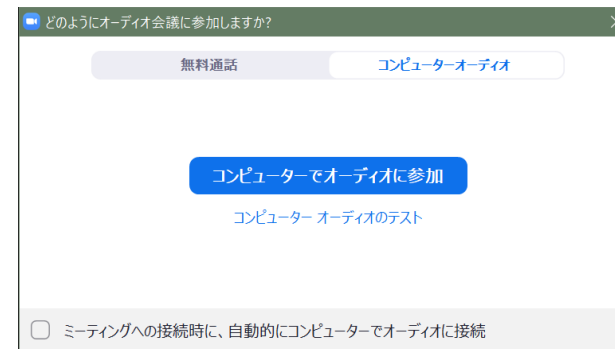 どのようにオーディオ会議に参加しますか?
無料通話
コンピューターオーディオ
コンピューターでオーディオに参加
コンピューター オーディオのテスト
ミーティングへの接続時に、自動的にコンピューターでオーディオに接続